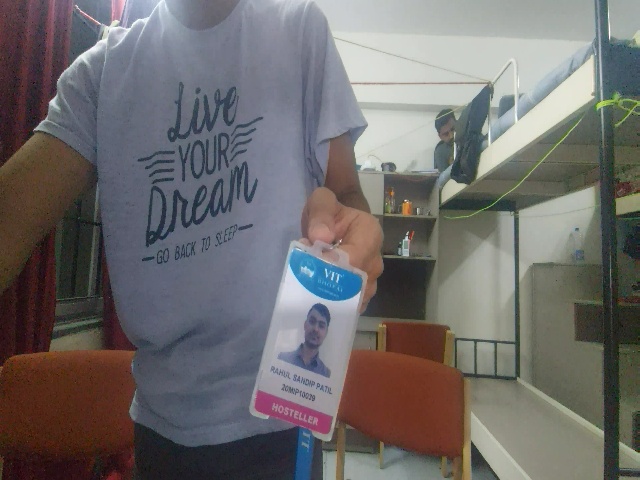 Live
YOUR
Dream
GO BACK TO SLEEP
VIT
RAHUL SANDIP PATIL
20MIP10029
HOSTELLER